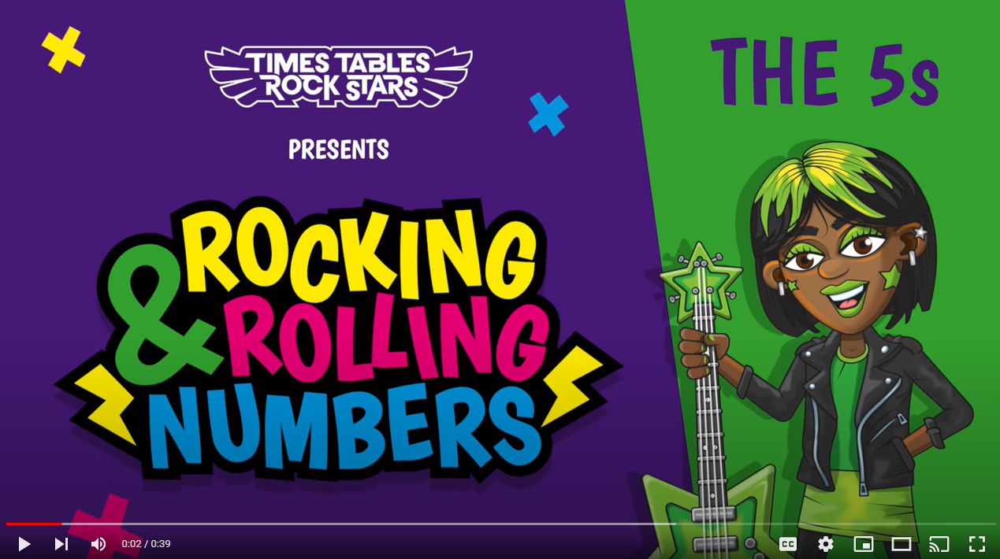 TIMES TABLES
ROCK STARS
PRESENTS
ROCKING
& ROLLING
NUMBERS
THE 5s
0:02 / 0:39
CC